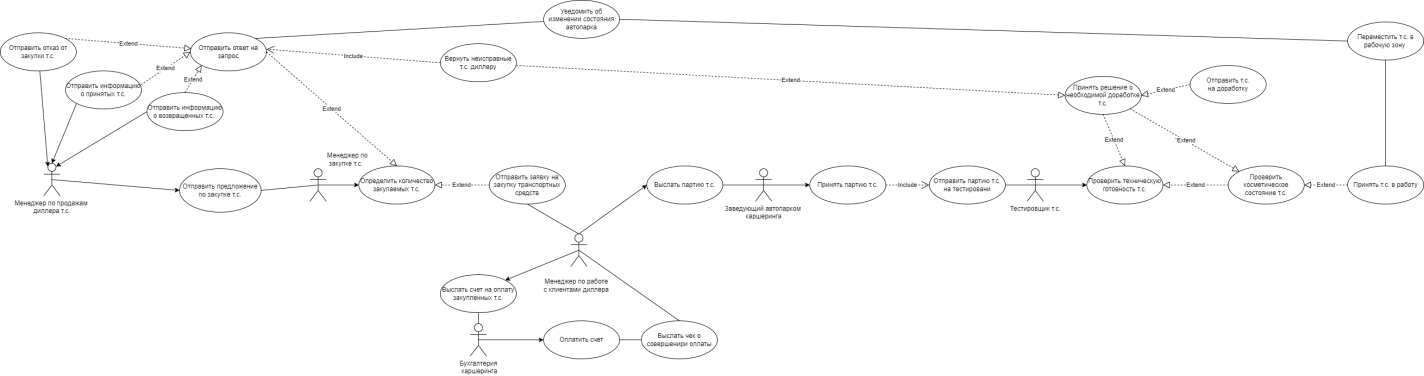 Уведомить об
изменении состояния
автопарка
Отправить отказ от
закупки т.с.
Extend
Отправить ответ на
запрос
Include
Вернуть неисправные
т.с. диллеру
Переместить т.с. в
рабочую зону
Extend
Отправить информацию
о принятых т.с.
Extend
Отправить информацию
о возвращенных т.с.
Extend
Extend
Принять решение о
необходимой доработке
т.с.
Extend
Отправить т.с.
на доработку
Extend
Extend
Менеджер по продажам
диллера т.с.
Отправить предложение
по закупке т.с.
Менеджер по
закупке т.с.
Определить количество
закупаемых т.с.
Extend
Отправить заявку на
закупку транспортных
средств
Выслать партию т.с.
Заведующий автопарком
каршеринга
Принять партию т.с.
Include
Отправить партию т.с.
на тестировани
Тестировщик т.с.
Проверить техническую
готовность т.с.
Extend
Проверить
косметическое
состояние т.с.
Extend
Принять т.с. в работу
Менеджер по работе
с клиентами диллера
Выслать счет на оплату
закупленных т.с.
Бухгалтерия
каршеринга
Оплатить счет
Выслать чек о
совершенири оплаты